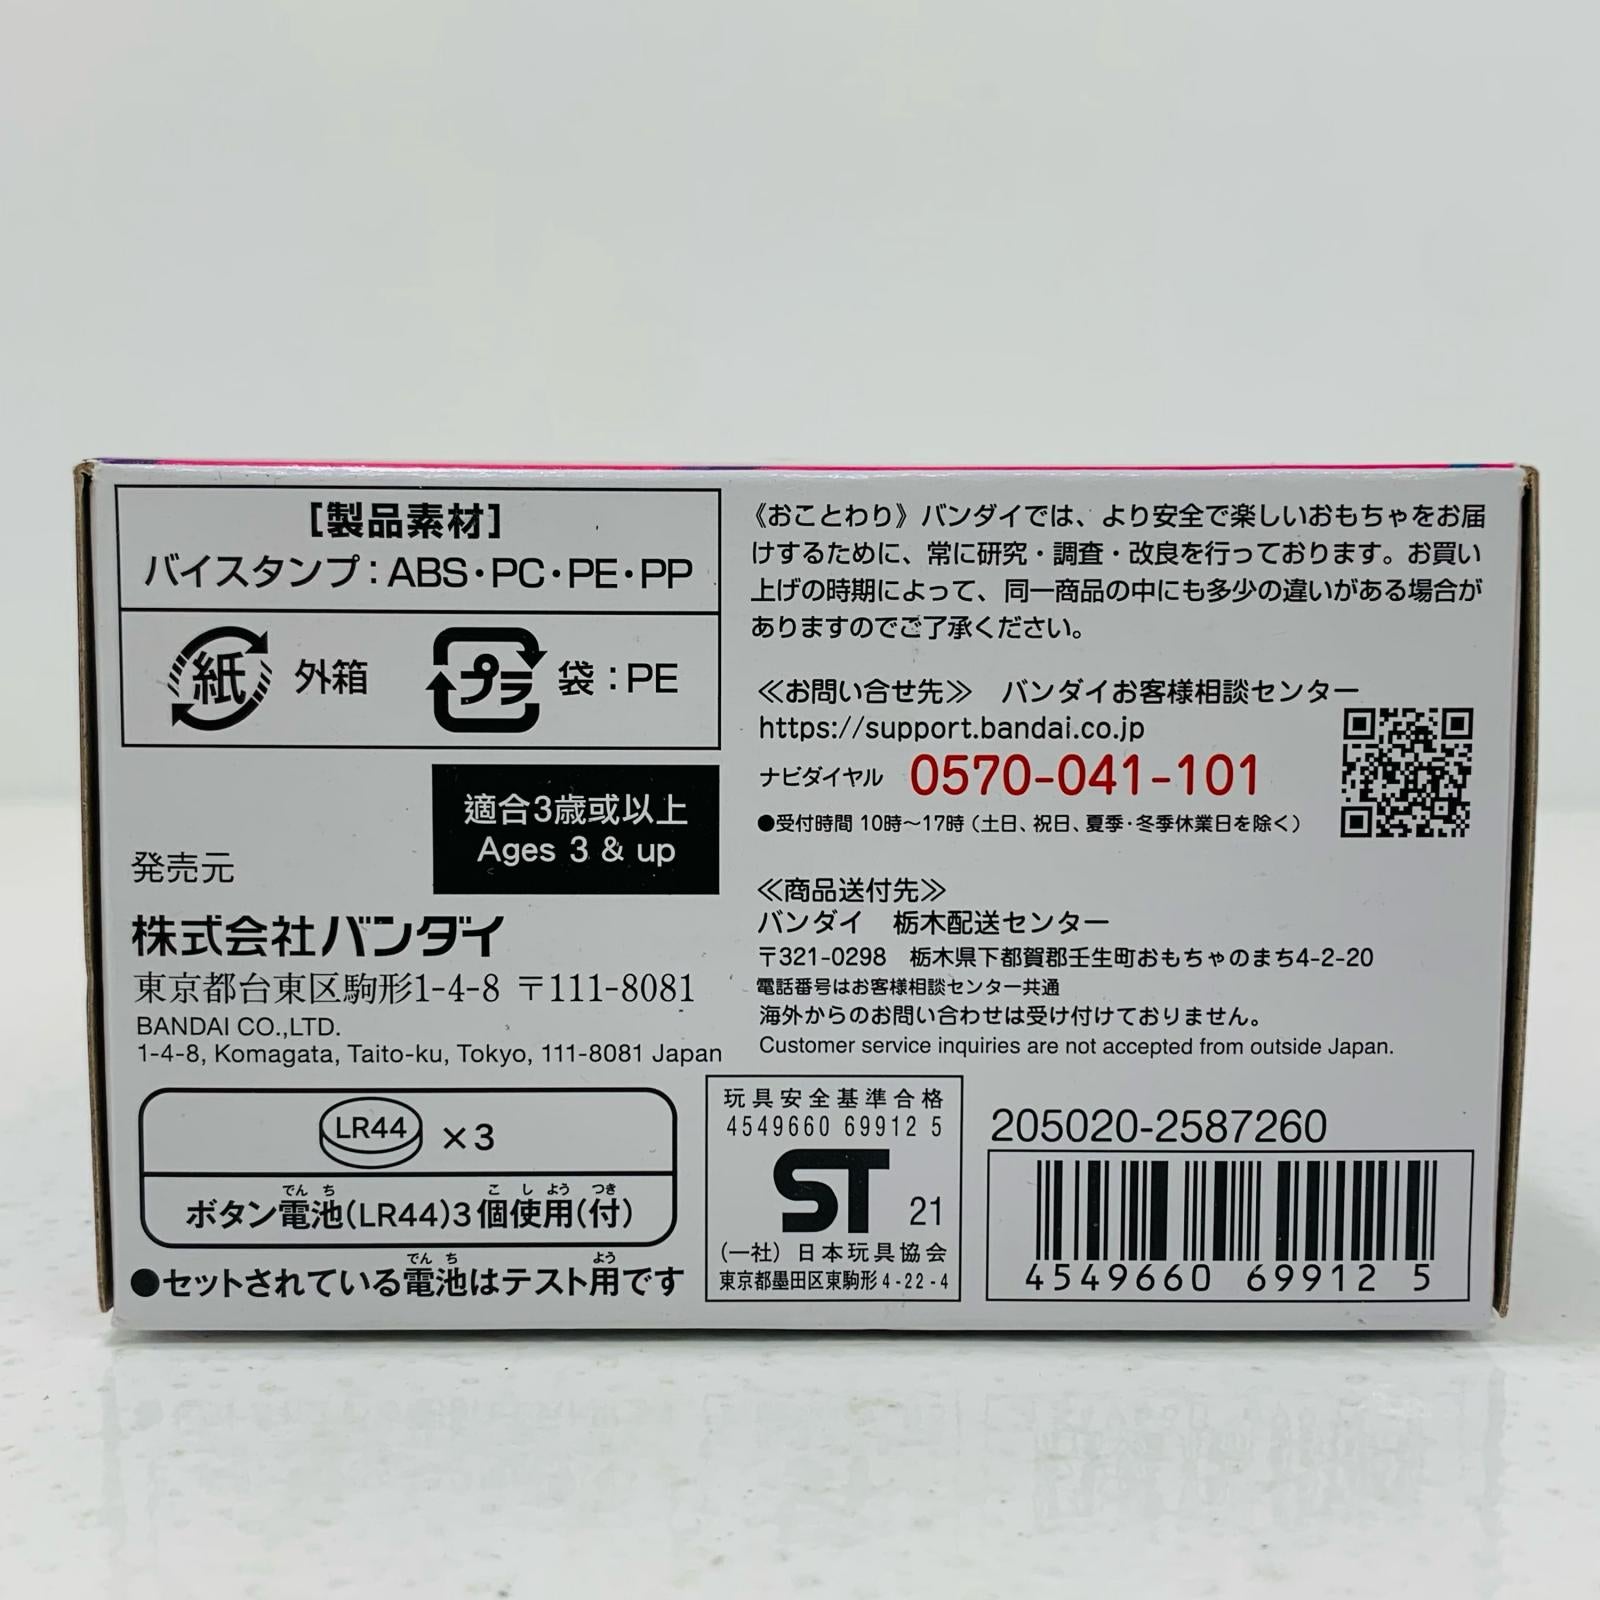 [製品素材]
バイスタンプ:ABS・PC・PE・PP
紙 外箱 プラ 袋:PE
適合3歳或以上
Ages 3 & up
発売元
株式会社バンダイ
東京都台東区駒形1-4-8 〒111-8081
BANDAI CO.,LTD.
1-4-8, Komagata, Taito-ku, Tokyo, 111-8081 Japan
LR44 ×3
でん ち こ し よう つき
ボタン電池(LR44)3個使用(付)
でん ち よう
●セットされている電池はテスト用です
《おことわり》バンダイでは、より安全で楽しいおもちゃをお届
けするために、常に研究・調査・改良を行っております。お買い
上げの時期によって、同一商品の中にも多少の違いがある場合が
ありますのでご了承ください。
≪お問い合せ先≫ バンダイお客様相談センター
https://support.bandai.co.jp
ナビダイヤル 0570-041-101
●受付時間 10時〜17時(土日、祝日、夏季・冬季休業日を除く)
≪商品送付先≫
バンダイ 栃木配送センター
〒321-0298 栃木県下都賀郡壬生町おもちゃのまち4-2-20
電話番号はお客様相談センター共通
海外からのお問い合わせは受け付けておりません。
Customer service inquiries are not accepted from outside Japan.
玩具安全基準合格
4549660 69912 5
ST 21
(一社)日本玩具協会
東京都墨田区東駒形4-22-4
205020-2587260
4549660 69912 5